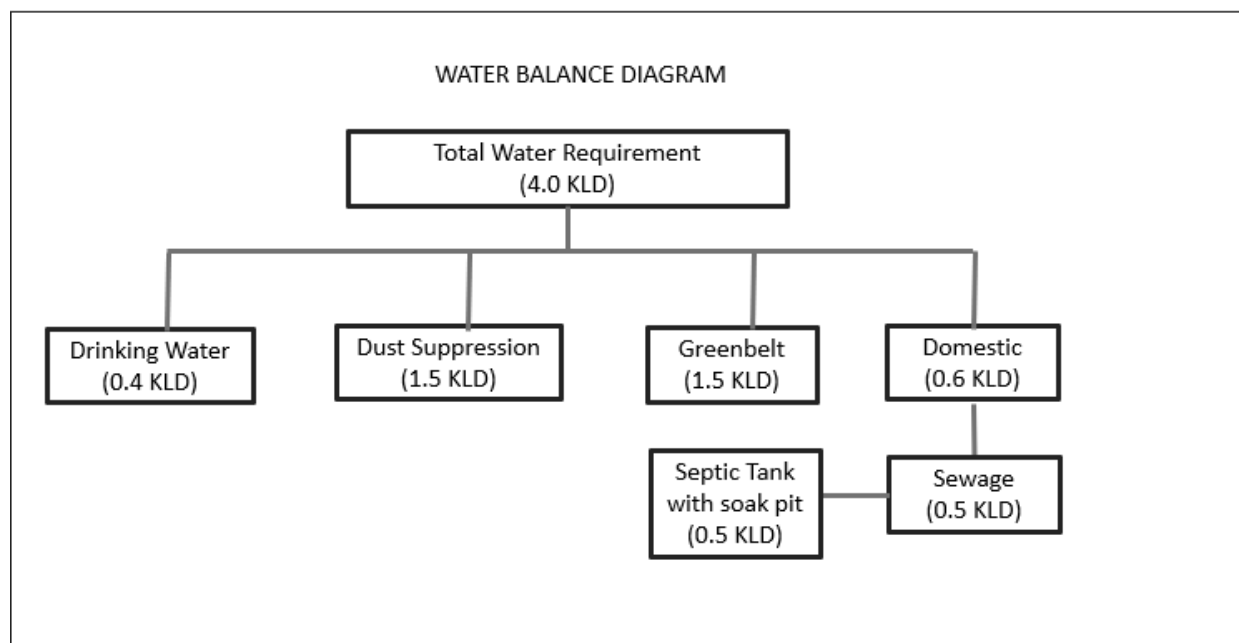 WATER BALANCE DIAGRAM
Total Water Requirement
(4.0 KLD)
Drinking Water
(0.4 KLD)
Dust Suppression
(1.5 KLD)
Greenbelt
(1.5 KLD)
Domestic
(0.6 KLD)
Septic Tank
with soak pit
(0.5 KLD)
Sewage
(0.5 KLD)